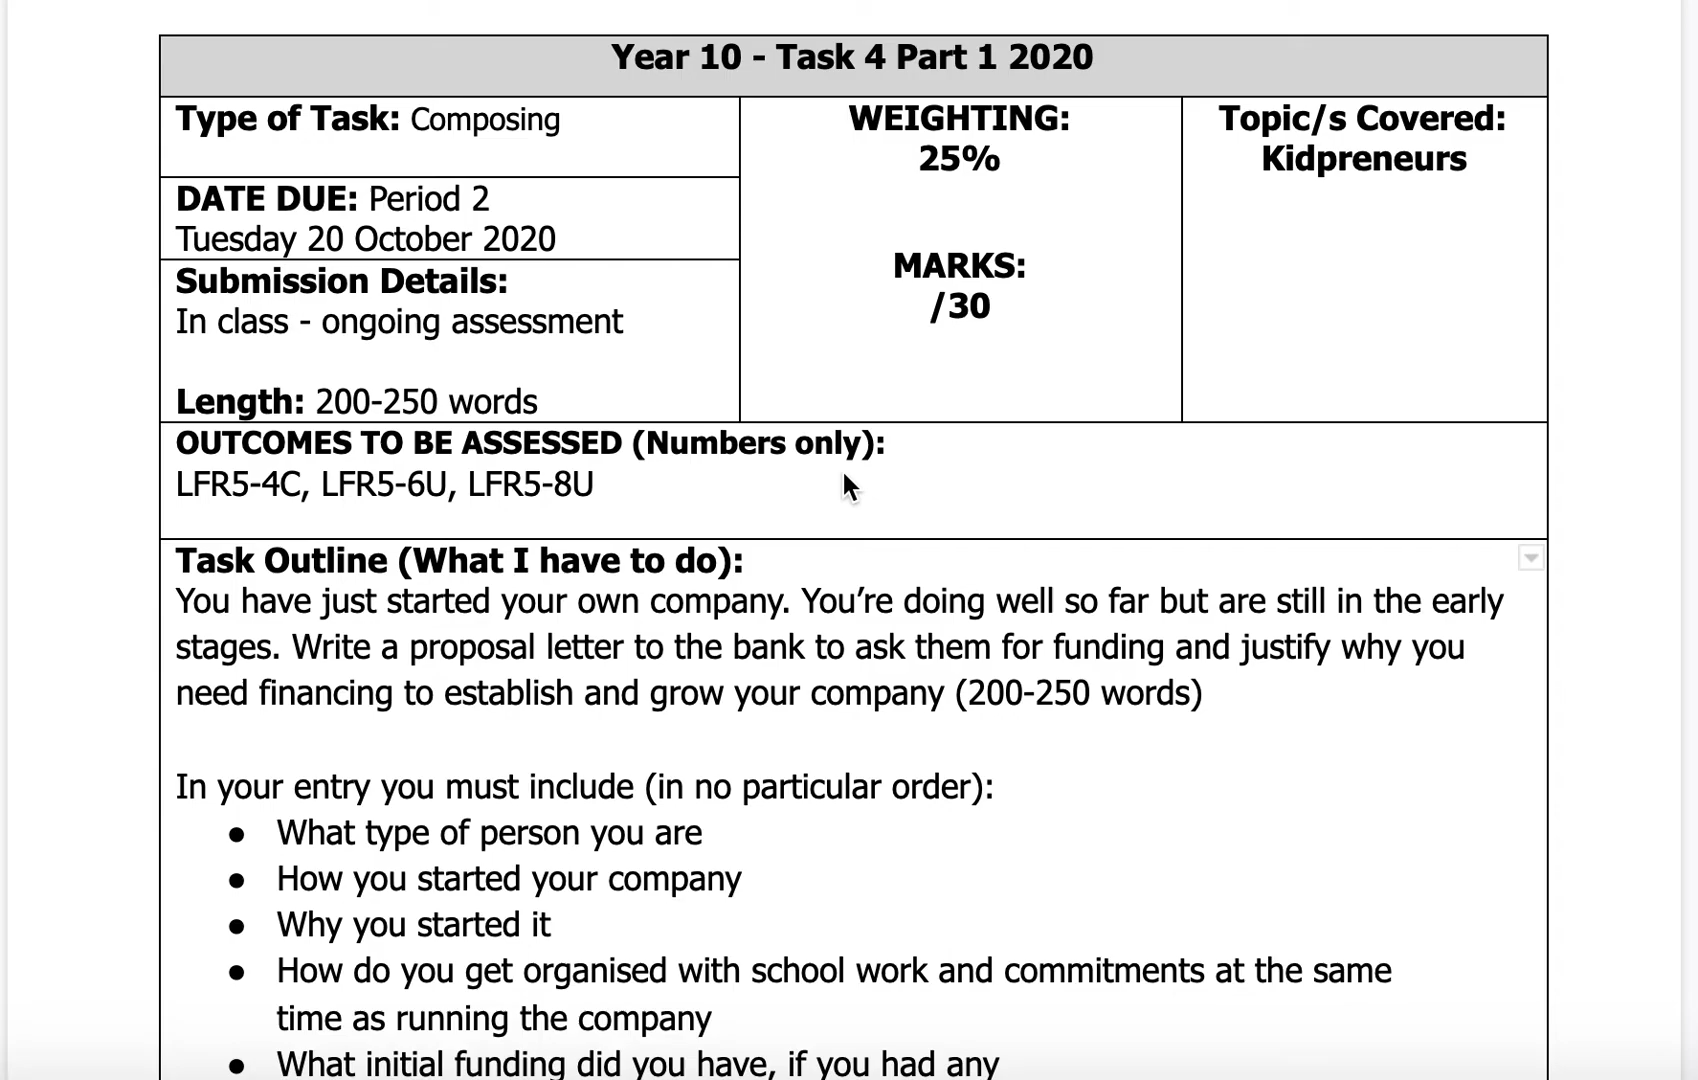 Year 10 - Task 4 Part 1 2020
Type of Task: Composing
DATE DUE: Period 2
Tuesday 20 October 2020
Submission Details:
In class - ongoing assessment
Length: 200-250 words
WEIGHTING:
25%
MARKS:
/30
Topic/s Covered:
Kidpreneurs
OUTCOMES TO BE ASSESSED (Numbers only):
LFR5-4C, LFR5-6U, LFR5-8U
Task Outline (What I have to do):
You have just started your own company. You’re doing well so far but are still in the early
stages. Write a proposal letter to the bank to ask them for funding and justify why you
need financing to establish and grow your company (200-250 words)
In your entry you must include (in no particular order):
● What type of person you are
● How you started your company
● Why you started it
● How do you get organised with school work and commitments at the same
time as running the company
● What initial funding did you have, if you had any